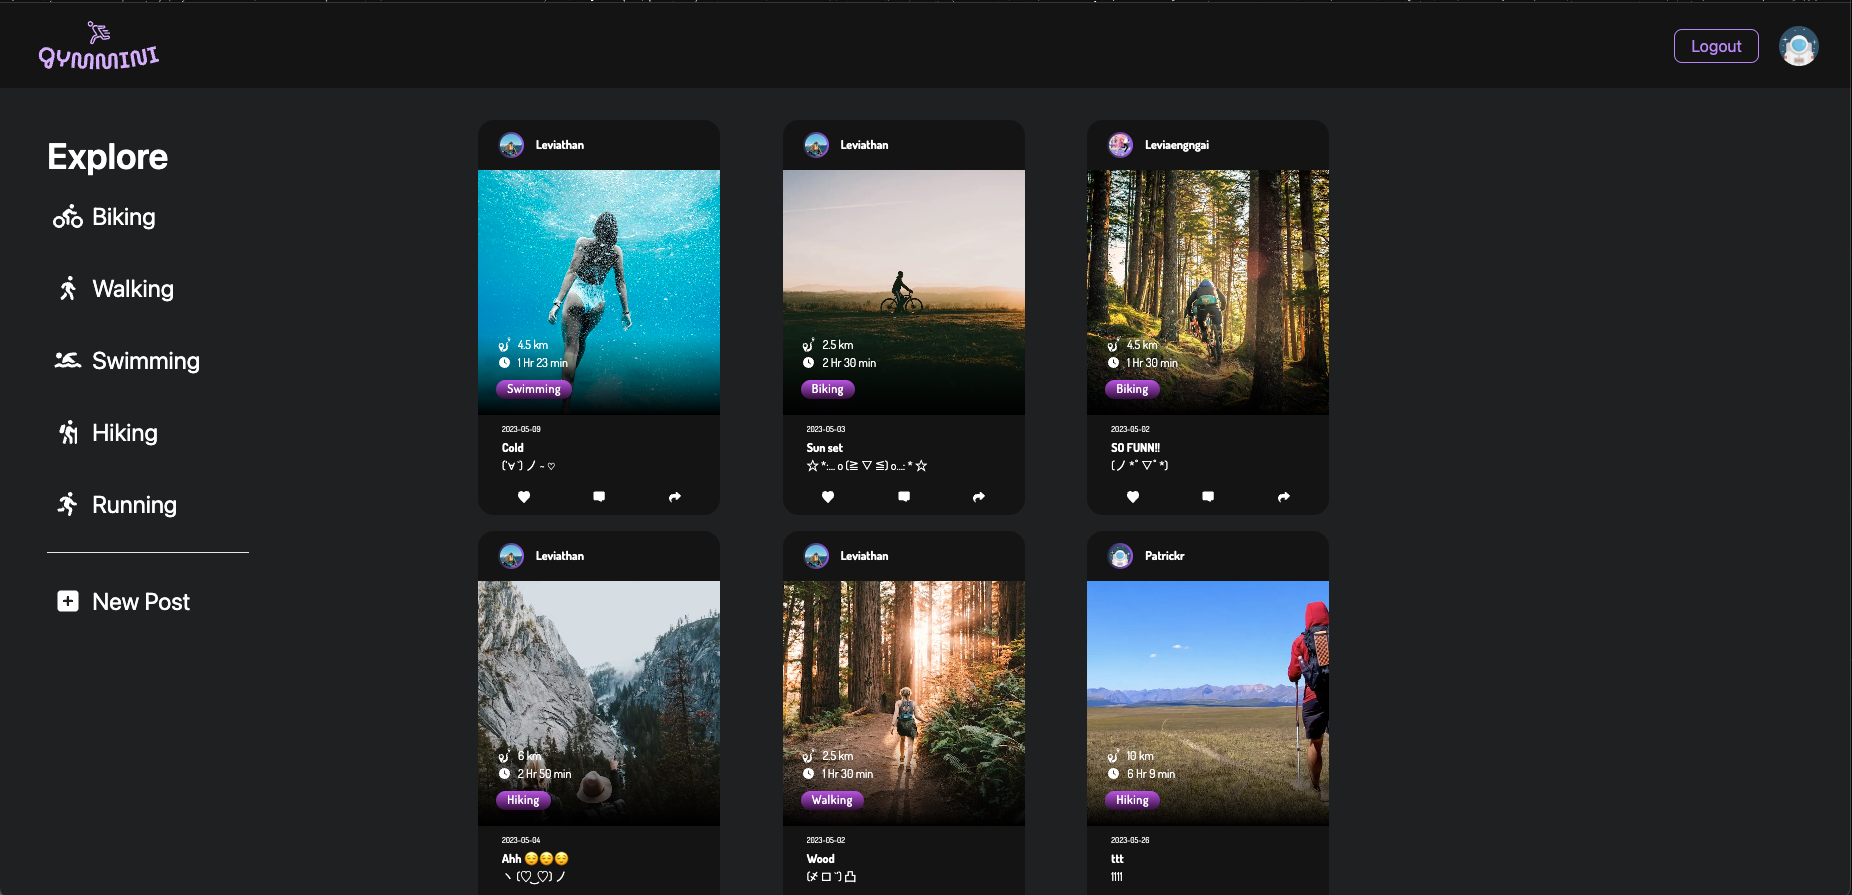 GYMMINI
Logout
Explore
Biking
Walking
Swimming
Hiking
Running
New Post
Leviathan
4.5 km
1 Hr 23 min
Swimming
2023-05-09
Cold
(´∀`) ノ ~ ♡
Leviathan
2.5 km
2 Hr 30 min
Biking
2023-05-03
Sun set
☆ *:... o (≧ ▽ ≦) o...: * ☆
Leviaengngai
4.5 km
1 Hr 30 min
Biking
2023-05-02
SO FUNN!!
(ノ *ﾟ ▽ﾟ *)
Leviathan
6 km
2 Hr 50 min
Hiking
2023-05-04
Ahh 😌😌😌
ヽ (♡‿♡) ノ
Leviathan
2.5 km
1 Hr 30 min
Walking
2023-05-02
Wood
(〆 ロ ¨) 凸
Patrickr
10 km
6 Hr 9 min
Hiking
2023-05-26
ttt
1111